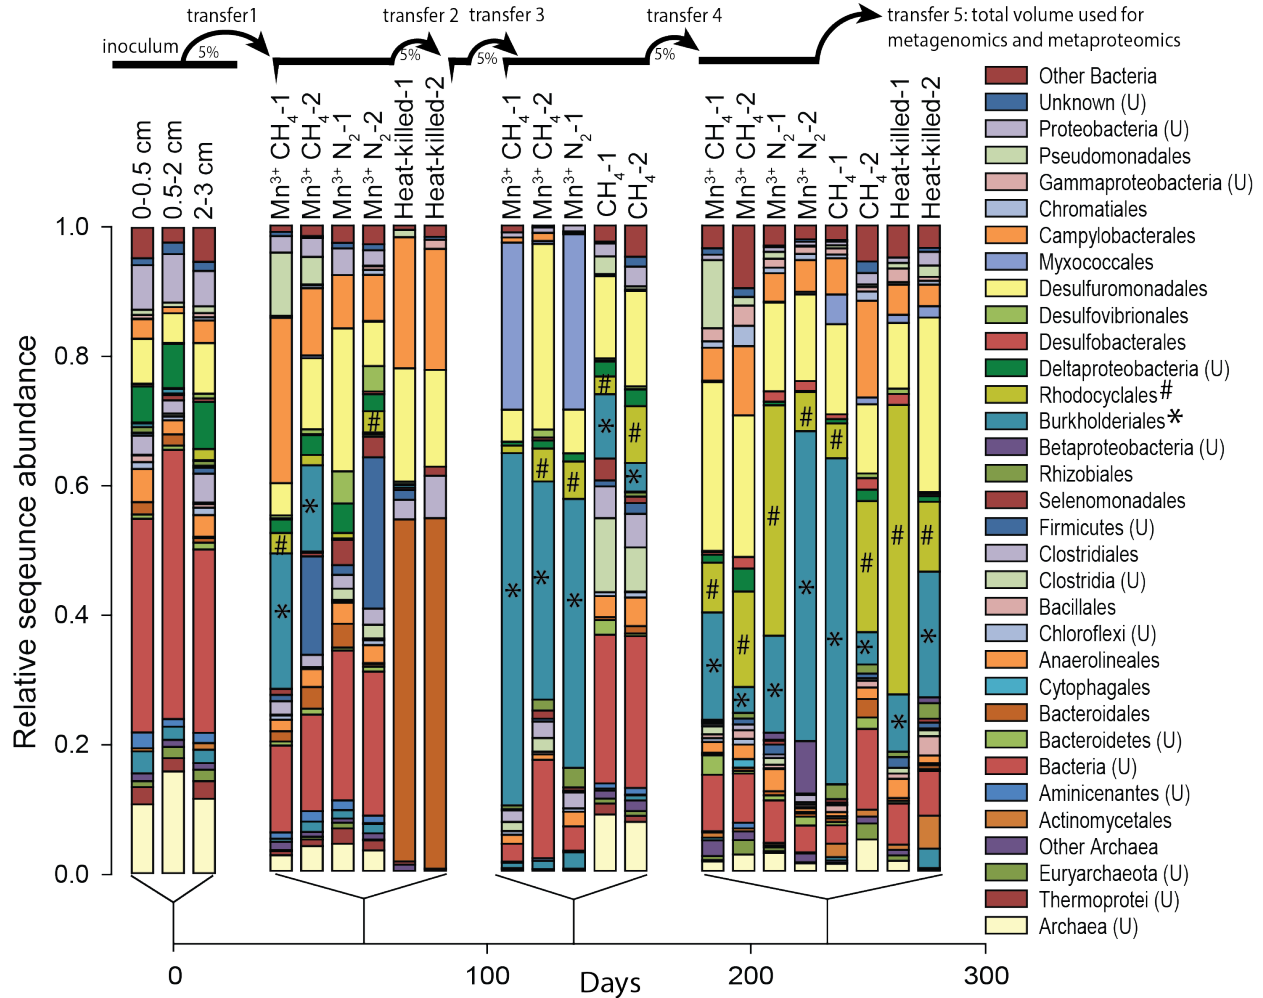 transfer1
transfer 2
transfer 3
transfer 4
transfer 5: total volume used for
metagenomics and metaproteomics
inoculum
5%
5%
5%
5%
0-0.5 cm
0.5-2 cm
2-3 cm
Mn3+ CH4-1
Mn3+ CH4-2
Mn3+ N2-1
Mn3+ N2-2
Heat-killed-1
Heat-killed-2
Mn3+ CH4-1
Mn3+ CH4-2
Mn3+ N2-1
CH4-1
CH4-2
Mn3+ CH4-1
Mn3+ CH4-2
Mn3+ N2-1
Mn3+ N2-2
CH4-1
CH4-2
Heat-killed-1
Heat-killed-2
Relative seqeunce abundance
1.0
0.8
0.6
0.4
0.2
0.0
# * * # # * # * # * * # # * # * # * # * # * # * # * # * # *
0
100
200
300
Days
Other Bacteria
Unknown (U)
Proteobacteria (U)
Pseudomonadales
Gammaproteobacteria (U)
Chromatiales
Campylobacterales
Myxococcales
Desulfuromonadales
Desulfovibrionales
Desulfobacterales
Deltaproteobacteria (U)
Rhodocyclales#
Burkholderiales*
Betaproteobacteria (U)
Rhizobiales
Selenomonadales
Firmicutes (U)
Clostridiales
Clostridia (U)
Bacillales
Chloroflexi (U)
Anaerolineales
Cytophagales
Bacteroidales
Bacteroidetes (U)
Bacteria (U)
Aminicenantes (U)
Actinomycetales
Other Archaea
Euryarchaeota (U)
Thermoprotei (U)
Archaea (U)